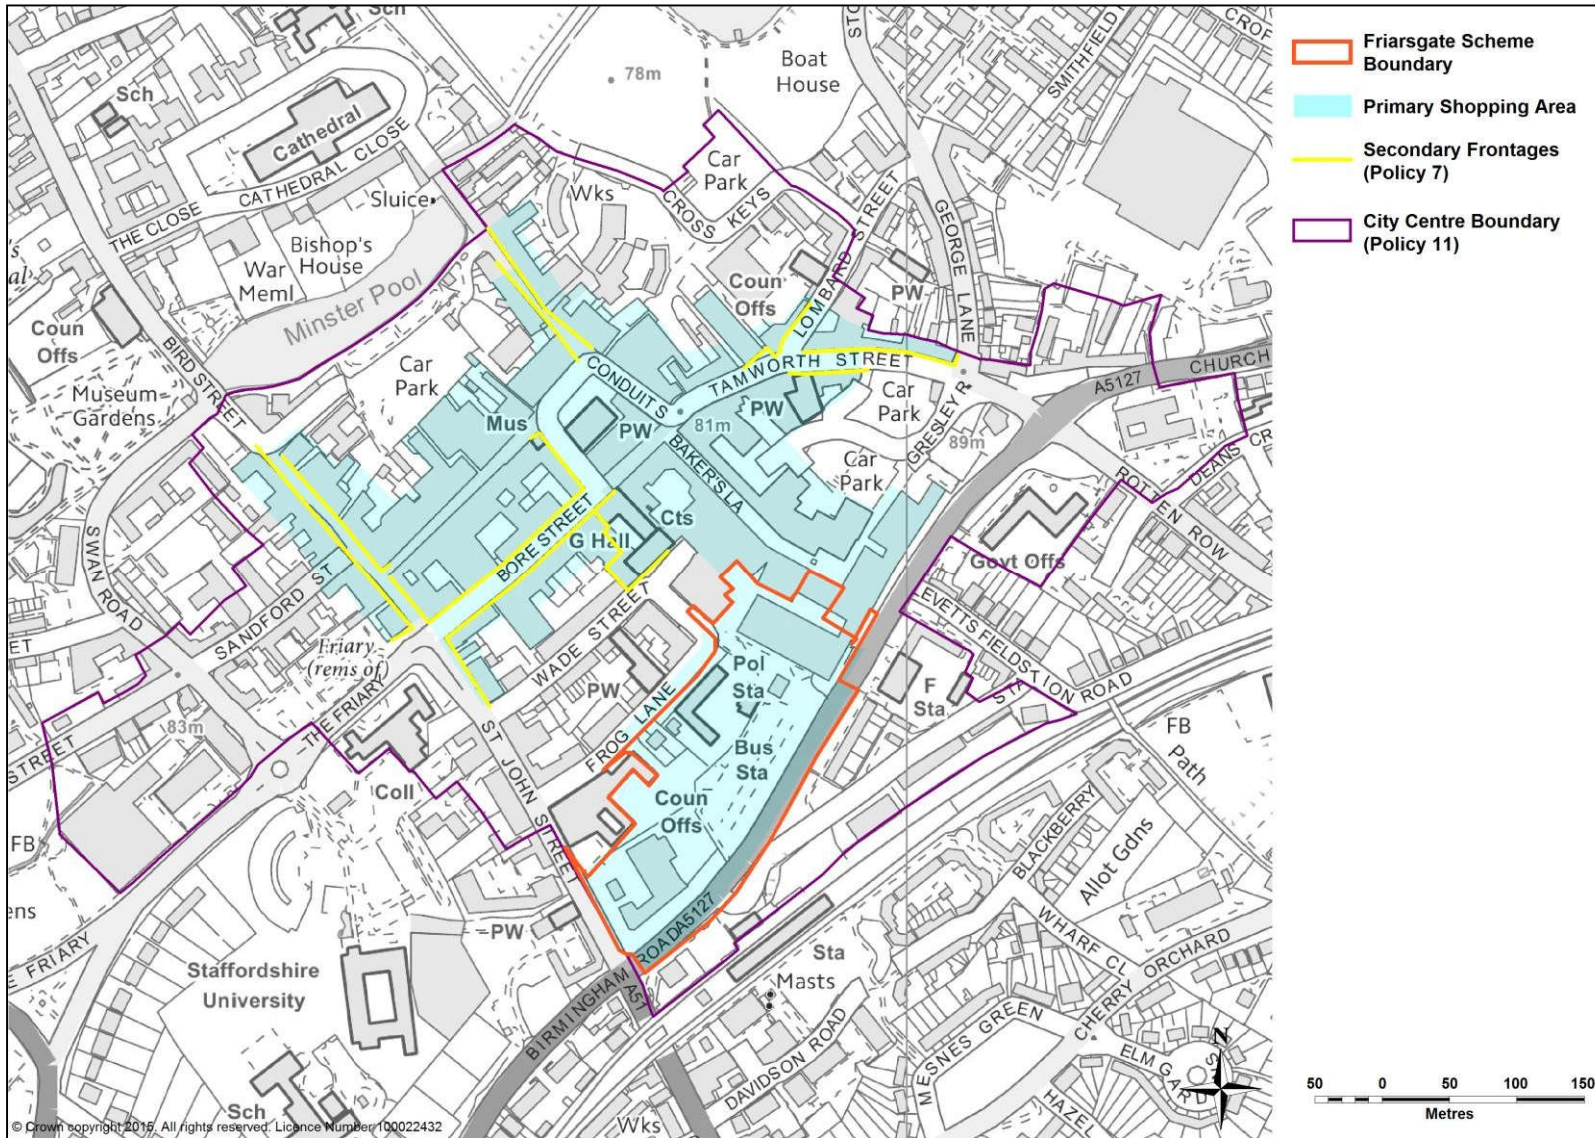 Sch
Sch
78m
Boat
House
SMITHFIELD
CROF
Cathedral
CATHEDRAL CLOSE
THE CLOSE
Sluice
Wks
Car
Park
CROSS KEYS
LOMBARD STREET
GEORGE LANE
Bishop's
House
War
Meml
Minster Pool
Coun
Offs
Coun
Offs
PW
BIRD STREET
Museum
Gardens
Car
Park
CONDUIT S
TAMWORTH STREET
A5127
CHURCH
Mus
PW
81m
PW
Car
Park
GRESLEY R
89m
BAKER'S LA
Car
Park
ROTTEN ROW
DEANS CR
BORE STREET
G Hall
Cts
Govt Offs
SWAN ROAD
SANDFORD ST
Friary
(rems of
WADE STREET
EVETTS FIELDS
STATION ROAD
THE FRIARY
PW
FROG LANE
Pol
Sta
F
Sta
83m
STREET
ST JOHN STREET
Bus
Sta
FB
Path
Coll
Coun
Offs
FB
BLACKBERRY
Allot Gdns
ens
FRIARY
PW
ROAD
A5127
Sta
Masts
WHARF CL
CHERRY ORCHARD
Staffordshire
University
BIRMINGHAM
A51
MESNES GREEN
ELM GARD
DAVIDSON ROAD
HAZEL
Sch
Wks
© Crown copyright 2015. All rights reserved. Licence Number 100022432
Friarsgate Scheme
Boundary
Primary Shopping Area
Secondary Frontages
(Policy 7)
City Centre Boundary
(Policy 11)
N
50 0 50 100 150
Metres